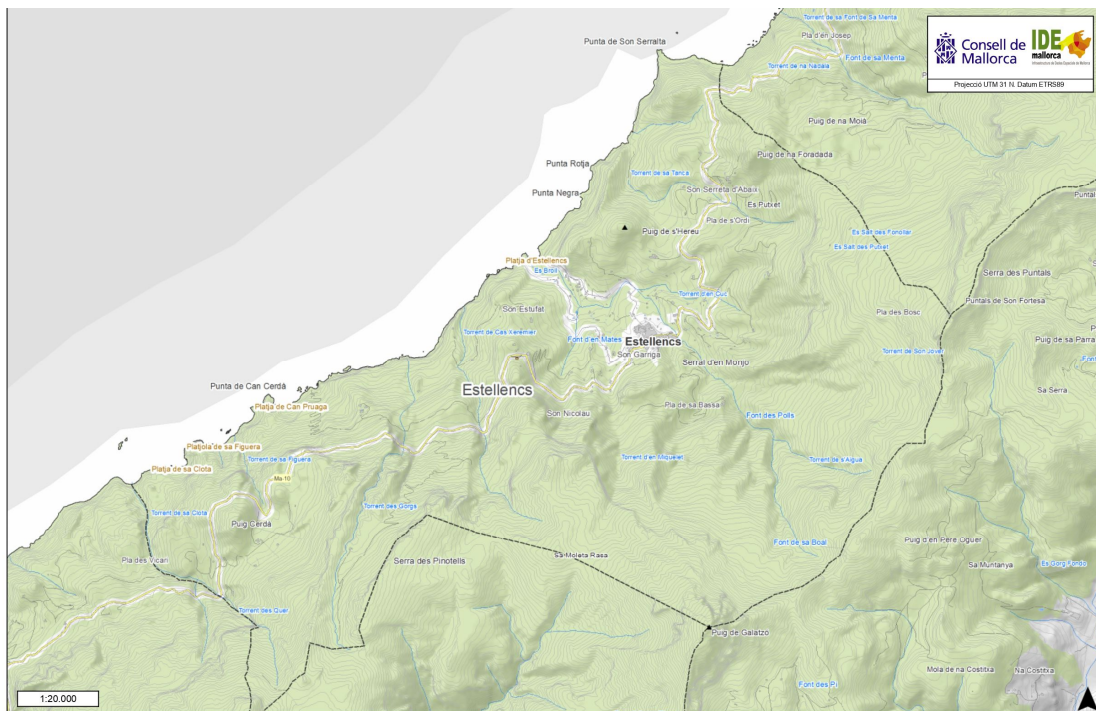 Torrent de sa Font de Sa Menta
Pla d'en Josep
Punta de Son Serralta
Font de sa Menta
Torrent de na Nadala
Consell de
Mallorca
IDE
mallorca
Projecció UTM 31 N. Datum ETRS89
Puig de na Moià
Puig de na Foradada
Punta Rotja
Torrent de sa Tanca
Punta Negra
Son Serreta d'Abaix
Es Putxet
Pla de s'Ordi
Puig de s'Hereu
Es Salt des Fonollar
Es Salt des Putxet
Platja d'Estellencs
Es Broll
Serra des Puntals
Torrent d'en Cuc
Puntals de Son Fortesa
Son Estufat
Pla des Bosc
Torrent de Cas Xeremier
Font d'en Mates
Estellencs
Puig de sa Parra
Son Garriga
Serral d'en Monjo
Torrent de Son Jover
Punta de Can Cerdà
Estellencs
Sa Serra
Platja de Can Pruaga
Pla de sa Bassa
Son Nicolau
Font des Polls
Platjola de sa Figuera
Torrent de sa Figuera
Torrent d'en Miquelet
Torrent de s'Aigua
Platja de sa Clota
Ma-10
Torrent des Gorgs
Torrent de sa Clota
Puig Cerdà
Font de sa Boal
Puig d'en Pere Oguer
Sa Moleta Rasa
Pla des Vicari
Serra des Pinotells
Sa Muntanya
Es Gorg Fondo
Torrent des Quer
Puig de Galatzó
Mola de na Costitxa
Na Costitxa
Font des Pi
1:20.000